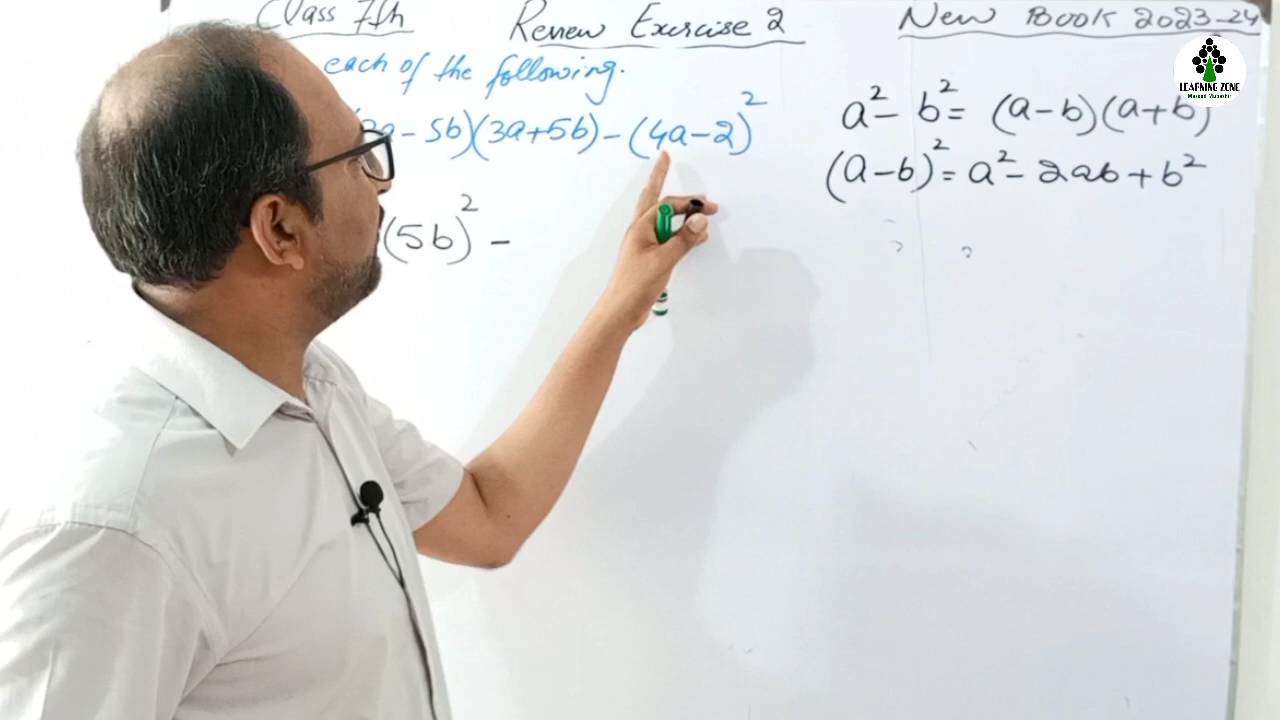 Class 7th
Review Exercise 2
New Book 2023-24
each of the following.
a - 5b)(3a+5b) - (4a-2)²
(5b)² -
a² - b² = (a-b)(a+b)
(a-b)² = a² - 2ab + b²
LEARNING ZONE